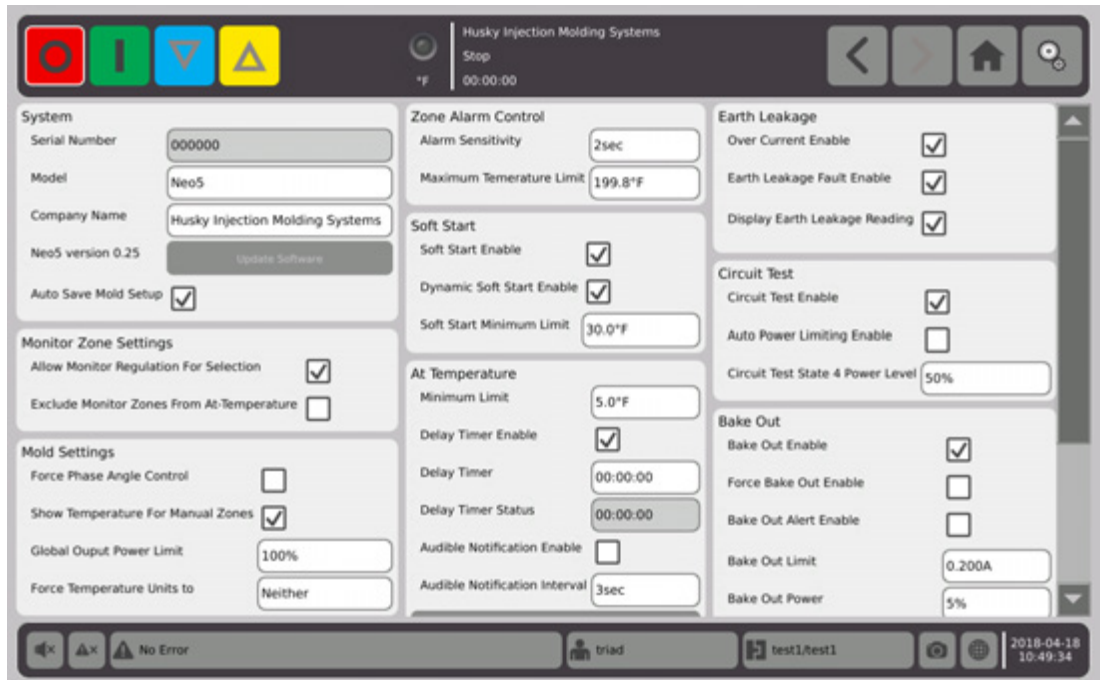 Husky Injection Molding Systems
Stop
°F
00:00:00
System
Serial Number
000000
Model
Neo5
Company Name
Husky Injection Molding Systems
Neo5 version 0.25
Update Software
Auto Save Mold Setup
Monitor Zone Settings
Allow Monitor Regulation For Selection
Exclude Monitor Zones From At-Temperature
Mold Settings
Force Phase Angle Control
Show Temperature For Manual Zones
Global Ouput Power Limit
100%
Force Temperature Units to
Neither
Zone Alarm Control
Alarm Sensitivity
2sec
Maximum Temerature Limit
199.8°F
Soft Start
Soft Start Enable
Dynamic Soft Start Enable
Soft Start Minimum Limit
30.0°F
At Temperature
Minimum Limit
5.0°F
Delay Timer Enable
Delay Timer
00:00:00
Delay Timer Status
00:00:00
Audible Notification Enable
Audible Notification Interval
3sec
Earth Leakage
Over Current Enable
Earth Leakage Fault Enable
Display Earth Leakage Reading
Circuit Test
Circuit Test Enable
Auto Power Limiting Enable
Circuit Test State 4 Power Level
50%
Bake Out
Bake Out Enable
Force Bake Out Enable
Bake Out Alert Enable
Bake Out Limit
0.200A
Bake Out Power
5%
No Error
triad
test1/test1
2018-04-18
10:49:34